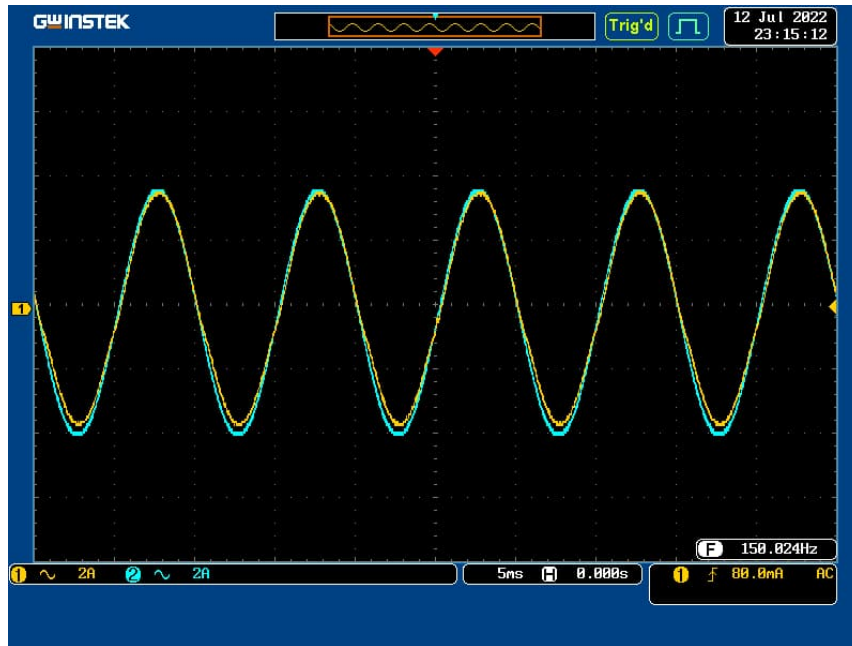 GWINSTEK
Trig'd
12 Jul 2022
23:15:12
1
F 150.024Hz
1 2A 2 2A
5ms H 0.000s
1 80.0mA AC